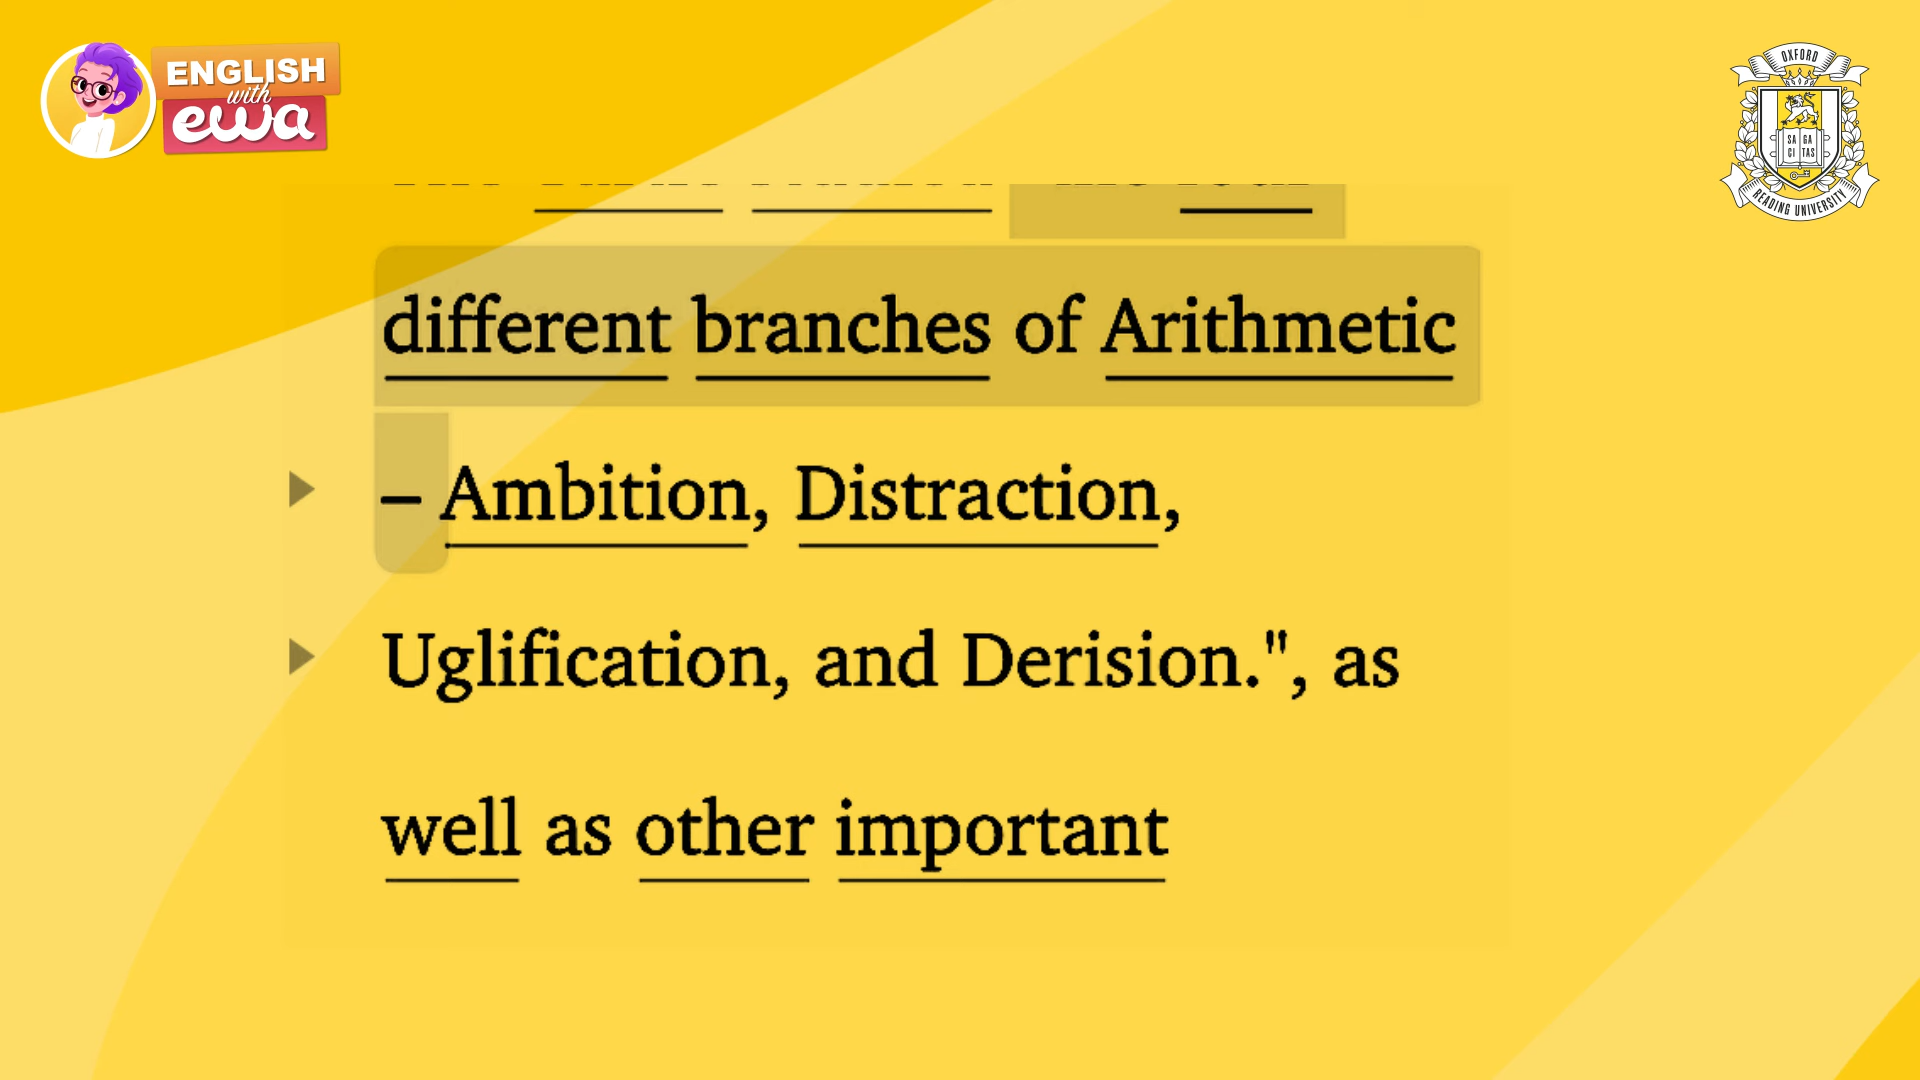 ENGLISH
with
ewa
OXFORD
SA GA
CI TAS
READING UNIVERSITY
different branches of Arithmetic
– Ambition, Distraction,
Uglification, and Derision.", as
well as other important